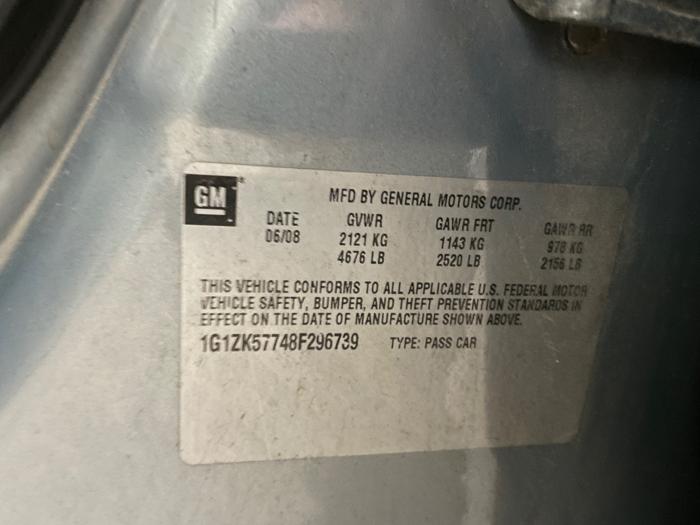 GM
MFD BY GENERAL MOTORS CORP.
DATE GVWR GAWR FRT GAWR RR
06/08 2121 KG 1143 KG 978 KG
4676 LB 2520 LB 2156 LB
THIS VEHICLE CONFORMS TO ALL APPLICABLE U.S. FEDERAL MOTOR
VEHICLE SAFETY, BUMPER, AND THEFT PREVENTION STANDARDS IN
EFFECT ON THE DATE OF MANUFACTURE SHOWN ABOVE.
1G1ZK57748F296739 TYPE: PASS CAR